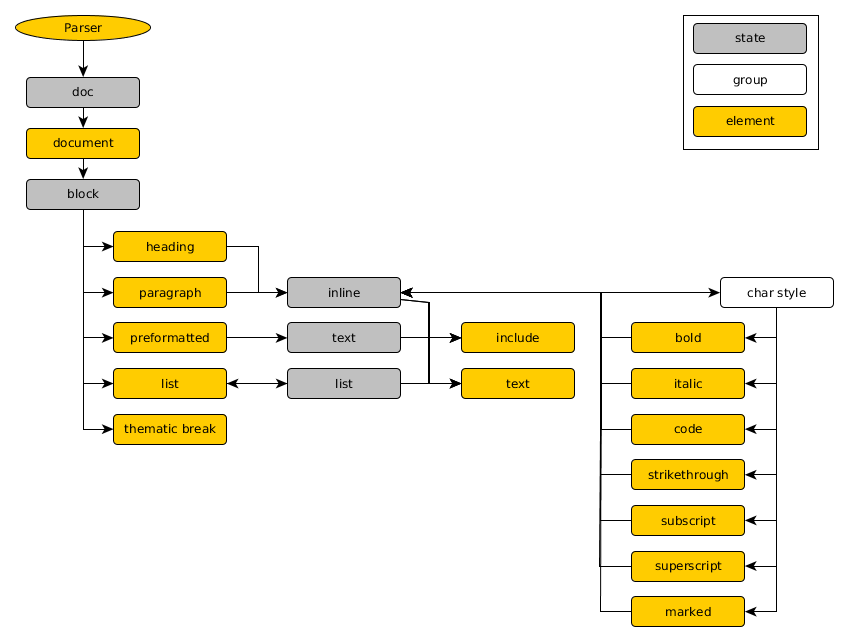 Parser
state
doc
group
element
document
block
heading
paragraph
inline
char style
preformatted
text
include
bold
list
list
text
italic
thematic break
code
strikethrough
subscript
superscript
marked